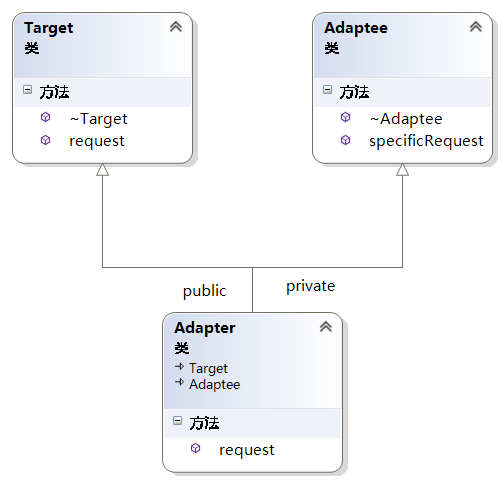 Target
类
方法
~Target
request
Adaptee
类
方法
~Adaptee
specificRequest
public
private
Adapter
类
Target
Adaptee
方法
request